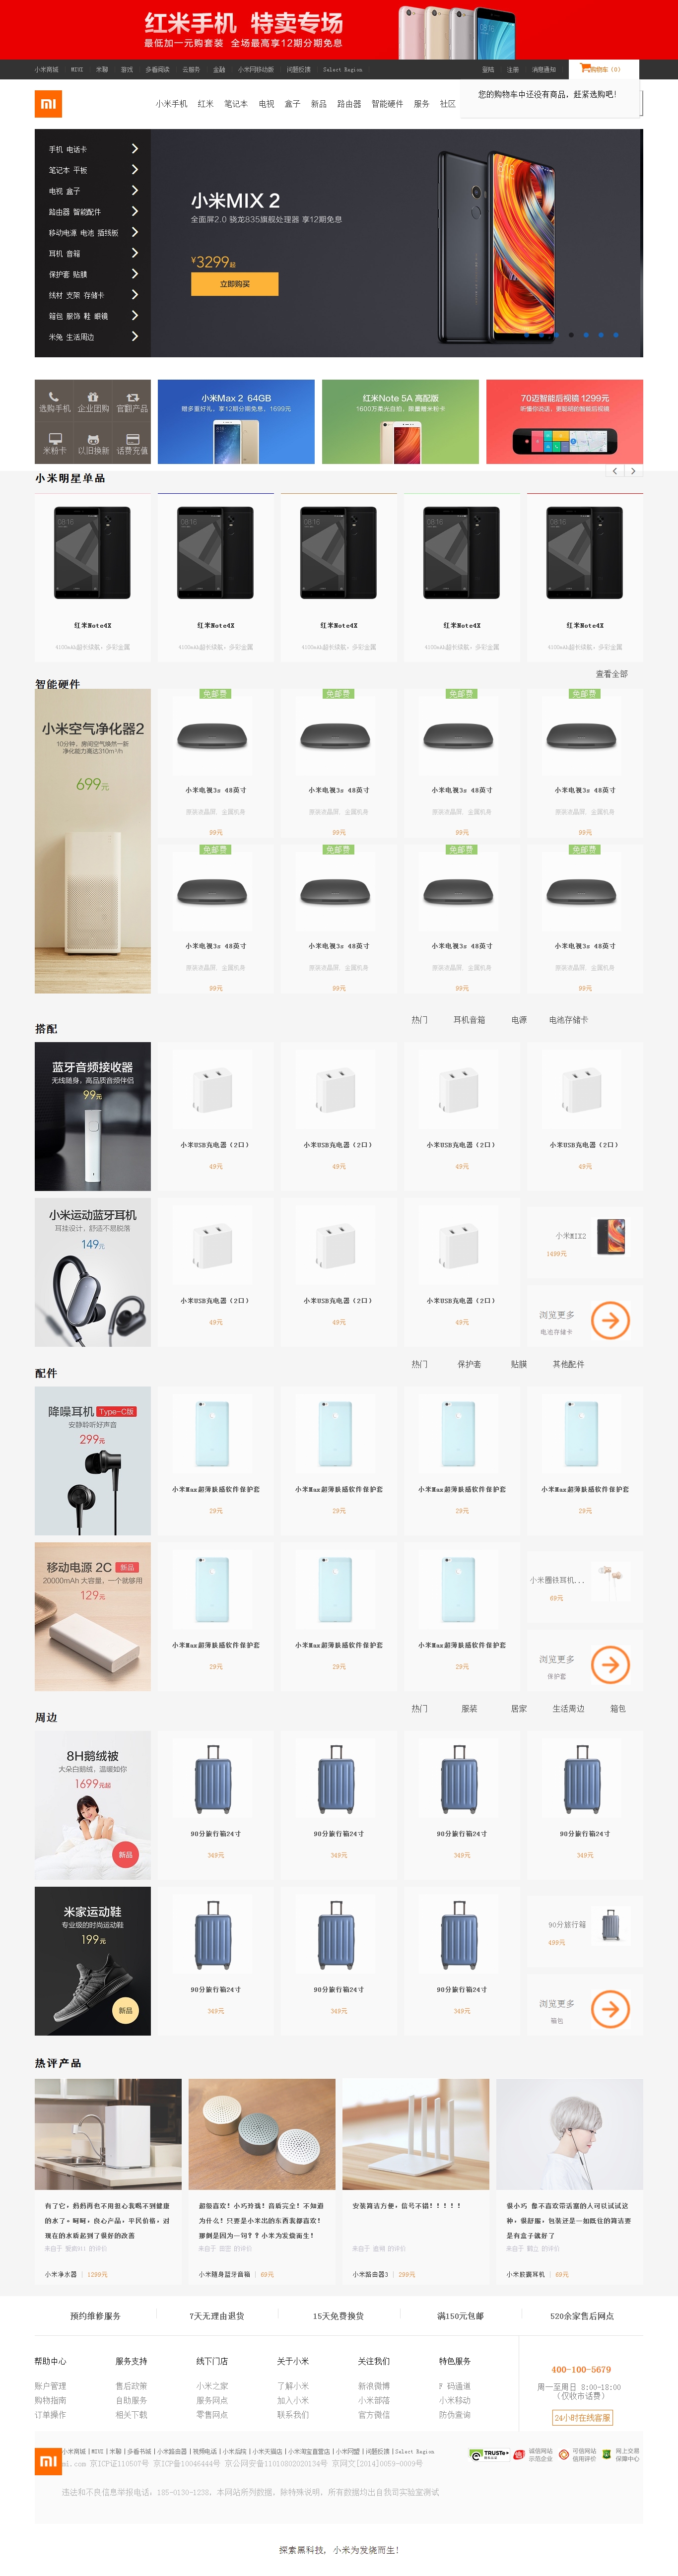 红米手机 特卖专场
最低加一元购套装 全场最高享12分期免息
小米商城 MIUI 米聊 游戏 多看阅读 云服务 金融 小米网移动新 问题反馈 Select Region
登陆 注册 消息通知 购物车 (0)
您的购物车中还没有商品，赶紧选购吧！
小米手机 红米 笔记本 电视 盒子 新品 路由器 智能硬件 服务 社区
手机 电话卡
笔记本 平板
电视 盒子
路由器 智能配件
移动电源 电池 插线板
耳机 音箱
保护套 贴膜
线材 支架 存储卡
箱包 服饰 鞋 眼镜
米兔 生活周边
小米MIX 2
全面屏2.0 骁龙835旗舰处理器 享12期免息
¥3299起
立即购买
选购手机 企业团购 官翻产品
米粉卡 以旧换新 话费充值
小米Max 2 64GB
赠多重好礼，享12分期免息，1699元
红米Note 5A 高配版
1600万柔光自拍，限量赠米粉卡
70迈智能后视镜 1299元
听懂你说话，更聪明的智能后视镜
小米明星单品
红米Note4X 红米Note4X 红米Note4X 红米Note4X 红米Note4X
4100mAh超长续航，多彩金属 4100mAh超长续航，多彩金属 4100mAh超长续航，多彩金属 4100mAh超长续航，多彩金属 4100mAh超长续航，多彩金属
智能硬件
查看全部
小米空气净化器2
10分钟，房间空气焕然一新
净化能力高达310m³/h
699元
免邮费 免邮费 免邮费 免邮费
小米电视3s 48英寸 小米电视3s 48英寸 小米电视3s 48英寸 小米电视3s 48英寸
原装液晶屏，金属机身 原装液晶屏，金属机身 原装液晶屏，金属机身 原装液晶屏，金属机身
99元 99元 99元 99元
免邮费 免邮费 免邮费 免邮费
小米电视3s 48英寸 小米电视3s 48英寸 小米电视3s 48英寸 小米电视3s 48英寸
原装液晶屏，金属机身 原装液晶屏，金属机身 原装液晶屏，金属机身 原装液晶屏，金属机身
99元 99元 99元 99元
搭配
热门 耳机音箱 电源 电池存储卡
蓝牙音频接收器
无线随身，高品质音频伴侣
99元
小米USB充电器（2口） 小米USB充电器（2口） 小米USB充电器（2口） 小米USB充电器（2口）
49元 49元 49元 49元
小米运动蓝牙耳机
耳挂设计，舒适不易脱落
149元
小米USB充电器（2口） 小米USB充电器（2口） 小米USB充电器（2口）
49元 49元 49元
小米MIX2
1499元
浏览更多
电池存储卡
配件
热门 保护套 贴膜 其他配件
降噪耳机 Type-C版
安静聆听好声音
299元
小米Max超薄肤感软件保护套 小米Max超薄肤感软件保护套 小米Max超薄肤感软件保护套 小米Max超薄肤感软件保护套
29元 29元 29元 29元
移动电源 2C 新品
20000mAh 大容量，一个就够用
129元
小米Max超薄肤感软件保护套 小米Max超薄肤感软件保护套 小米Max超薄肤感软件保护套
29元 29元 29元
小米圈铁耳机...
69元
浏览更多
保护套
周边
热门 服装 居家 生活周边 箱包
8H鹅绒被
大朵白鹅绒，温暖如你
1699元起
新品
90分旅行箱24寸 90分旅行箱24寸 90分旅行箱24寸 90分旅行箱24寸
349元 349元 349元 349元
米家运动鞋
专业级的时尚运动鞋
199元
新品
90分旅行箱24寸 90分旅行箱24寸 90分旅行箱24寸
349元 349元 349元
90分旅行箱
499元
浏览更多
箱包
热评产品
有了它，妈妈再也不用担心我喝不到健康
的水了。呵呵，良心产品，平民价格，对
现在的水质起到了很好的改善
小米净水器 | 1299元
超级喜欢！小巧玲珑！音质完全！不知道
为什么！只要是小米出的东西我都喜欢！
那倒是因为一句？？小米为发烧而生！
小米随身蓝牙音箱 | 69元
安装简洁方便，信号不错！！！！！
小米路由器3 | 299元
很小巧 像不喜欢带活塞的人可以试试这
种，很舒服，包装还是一如既往的简洁要
是有盒子就好了
小米胶囊耳机 | 69元
预约维修服务 7天无理由退货 15天免费换货 满150元包邮 520余家售后网点
帮助中心 服务支持 线下门店 关于小米 关注我们 特色服务
账户管理 售后政策 小米之家 了解小米 新浪微博 F 码通道
购物指南 自助服务 服务网点 加入小米 小米部落 小米移动
订单操作 相关下载 零售网点 联系我们 官方微信 防伪查询
400-100-5679
周一至周日 8:00-18:00
（仅收市话费）
24小时在线客服
小米商城|MIUI|米聊|多看书城|小米路由器|视频电话|小米后院|小米天猫店|小米淘宝直营店|小米网盟|问题反馈|Select Region
mi.com 京ICP证110507号 京ICP备10046444号 京公网安备11010802020134号 京网文[2014]0059-0009号
违法和不良信息举报电话：185-0130-1238，本网站所列数据，除特殊说明，所有数据均出自我司实验室测试
TRUSTe
诚信网站
示范企业
可信网站
信用评价
网上交易
保障中心
探索黑科技，小米为发烧而生！